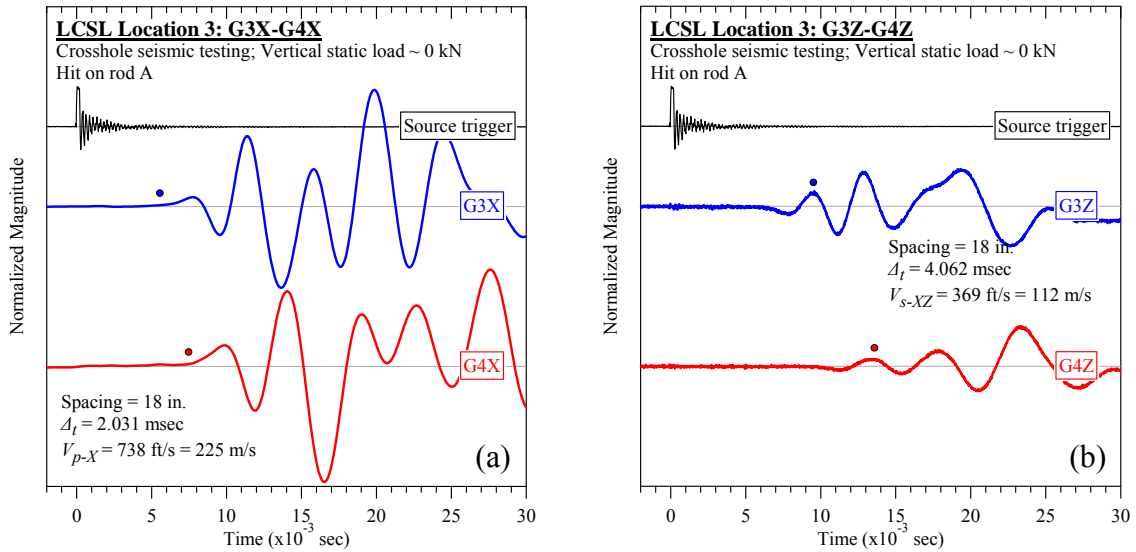 LCSL Location 3: G3X-G4X
Crosshole seismic testing; Vertical static load ~ 0 kN
Hit on rod A
Source trigger
G3X
G4X
Spacing = 18 in.
Δt = 2.031 msec
Vp-X = 738 ft/s = 225 m/s
(a)
Normalized Magnitude
0 5 10 15 20 25 30
Time (x10-3 sec)
LCSL Location 3: G3Z-G4Z
Crosshole seismic testing; Vertical static load ~ 0 kN
Hit on rod A
Source trigger
G3Z
Spacing = 18 in.
Δt = 4.062 msec
Vs-XZ = 369 ft/s = 112 m/s
G4Z
(b)
Normalized Magnitude
0 5 10 15 20 25 30
Time (x10-3 sec)